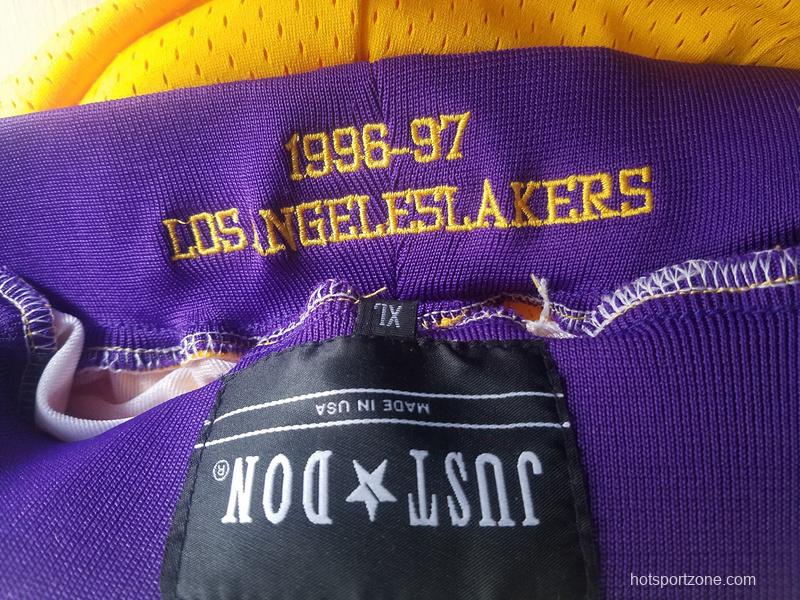 1996-97
LOS ANGELESLAKERS
XL
MADE IN USA
JUST★DON®
hotsportzone.com